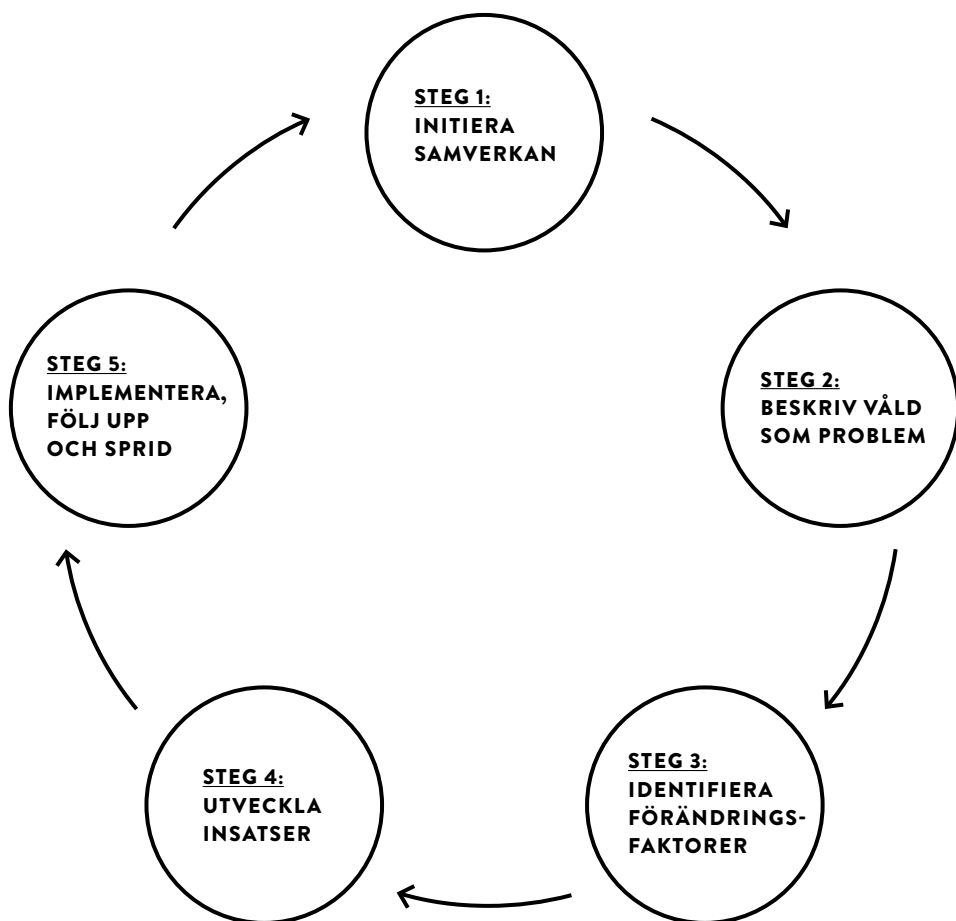 STEG 1:
INITIERA
SAMVERKAN
STEG 2:
BESKRIV VÅLD
SOM PROBLEM
STEG 3:
IDENTIFIERA
FÖRÄNDRINGS-
FAKTORER
STEG 4:
UTVECKLA
INSATSER
STEG 5:
IMPLEMENTERA,
FÖLJ UPP
OCH SPRID